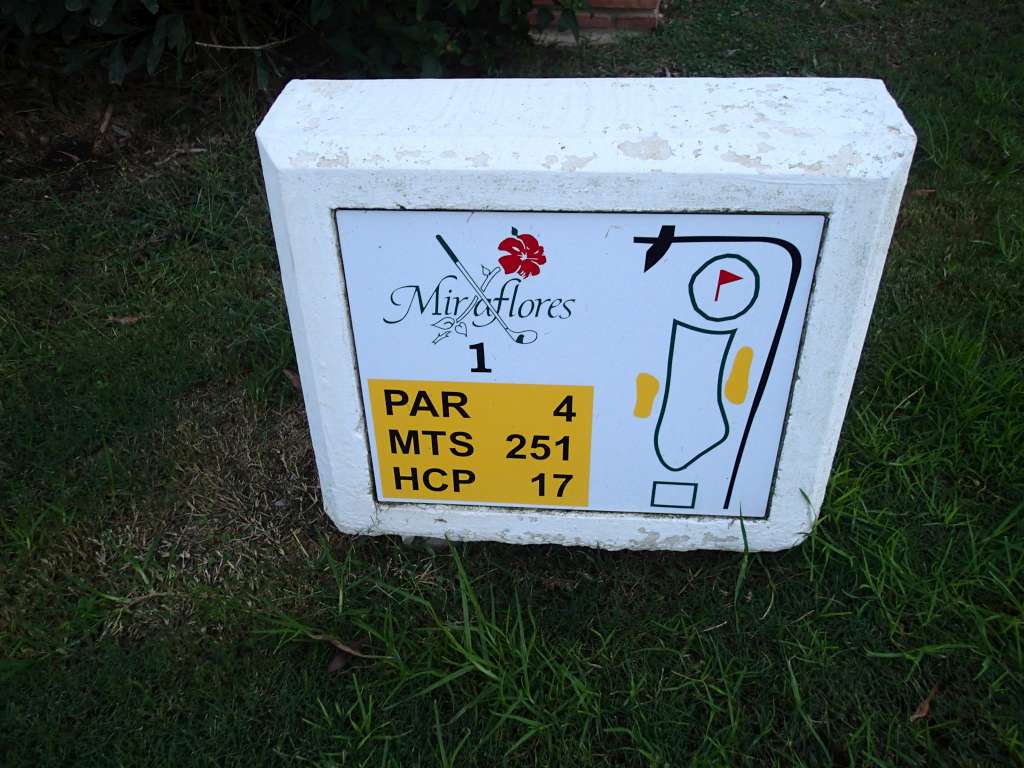 Miraflores
1
PAR 4
MTS 251
HCP 17